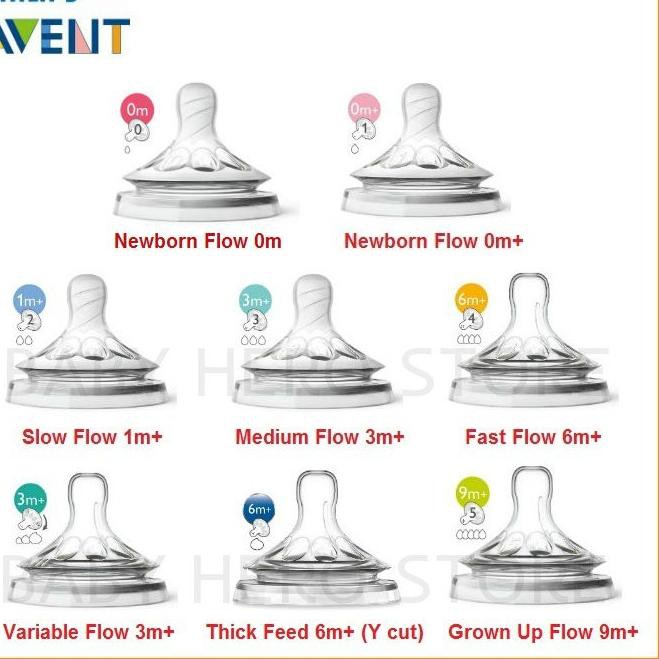 AVENT
0m
0
0m+
1
Newborn Flow 0m
Newborn Flow 0m+
1m+
2
3m+
3
6m+
4
BABY HERO STORE
Slow Flow 1m+
Medium Flow 3m+
Fast Flow 6m+
3m+
6m+
9m+
5
BABY HERO STORE
Variable Flow 3m+
Thick Feed 6m+ (Y cut)
Grown Up Flow 9m+